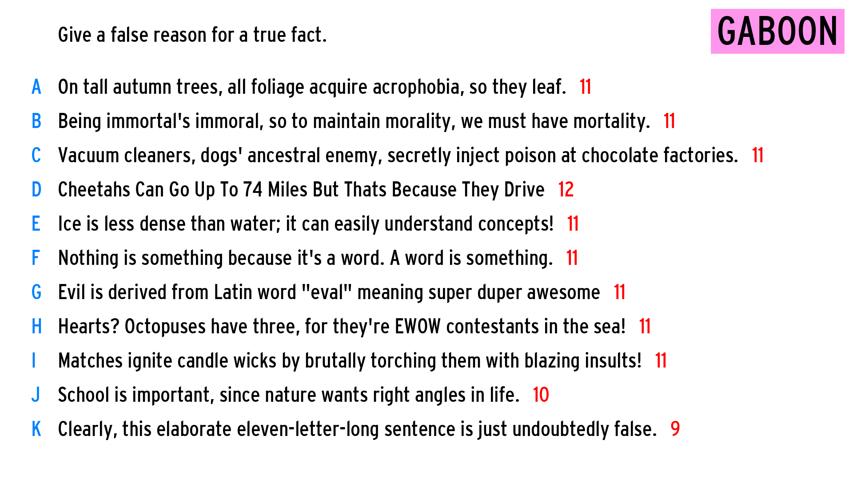 Give a false reason for a true fact.
GABOON
A On tall autumn trees, all foliage acquire acrophobia, so they leaf. 11
B Being immortal's immoral, so to maintain morality, we must have mortality. 11
C Vacuum cleaners, dogs' ancestral enemy, secretly inject poison at chocolate factories. 11
D Cheetahs Can Go Up To 74 Miles But Thats Because They Drive 12
E Ice is less dense than water; it can easily understand concepts! 11
F Nothing is something because it's a word. A word is something. 11
G Evil is derived from Latin word "eval" meaning super duper awesome 11
H Hearts? Octopuses have three, for they're EWOW contestants in the sea! 11
I Matches ignite candle wicks by brutally torching them with blazing insults! 11
J School is important, since nature wants right angles in life. 10
K Clearly, this elaborate eleven-letter-long sentence is just undoubtedly false. 9